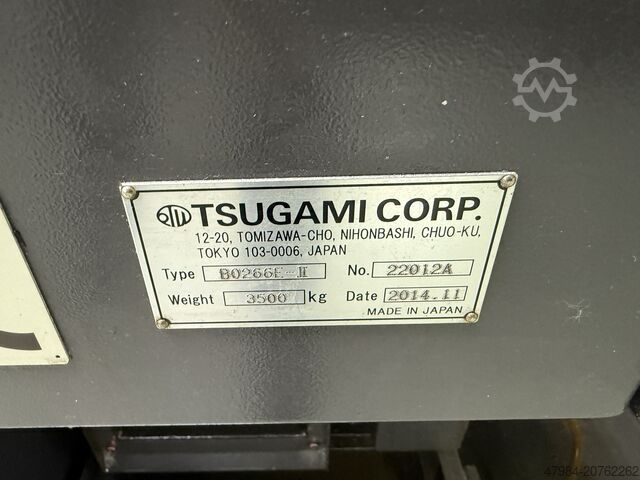 TSUGAMI CORP.
12-20, TOMIZAWA-CHO, NIHONBASHI, CHUO-KU,
TOKYO 103-0006, JAPAN
Type B0266E-II No. 22012A
Weight 3500 kg Date 2014.11
MADE IN JAPAN
47984-20762262